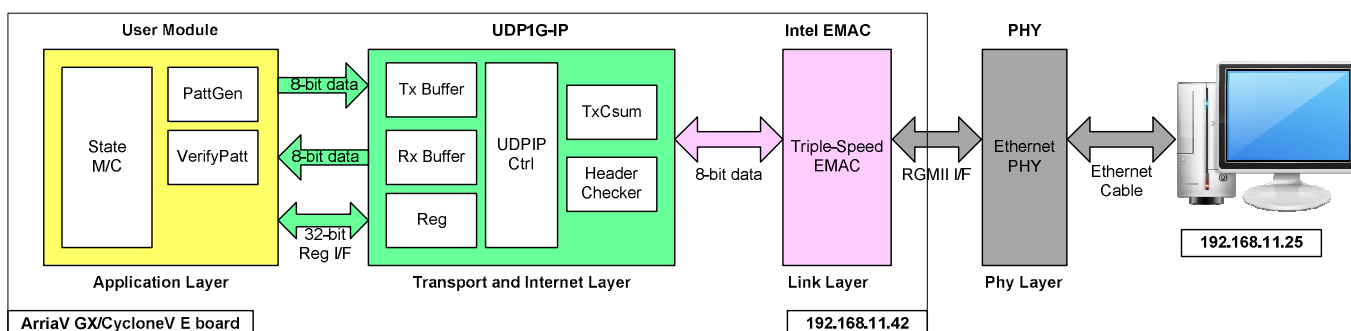 User Module
UDP1G-IP
Intel EMAC
PHY
State
M/C
PattGen
VerifyPatt
8-bit data
8-bit data
32-bit
Reg I/F
Tx Buffer
Rx Buffer
Reg
UDPIP
Ctrl
TxCsum
Header
Checker
8-bit data
Triple-Speed
EMAC
RGMII I/F
Ethernet
PHY
Ethernet
Cable
192.168.11.25
Application Layer
Transport and Internet Layer
Link Layer
Phy Layer
ArriaV GX/CycloneV E board
192.168.11.42